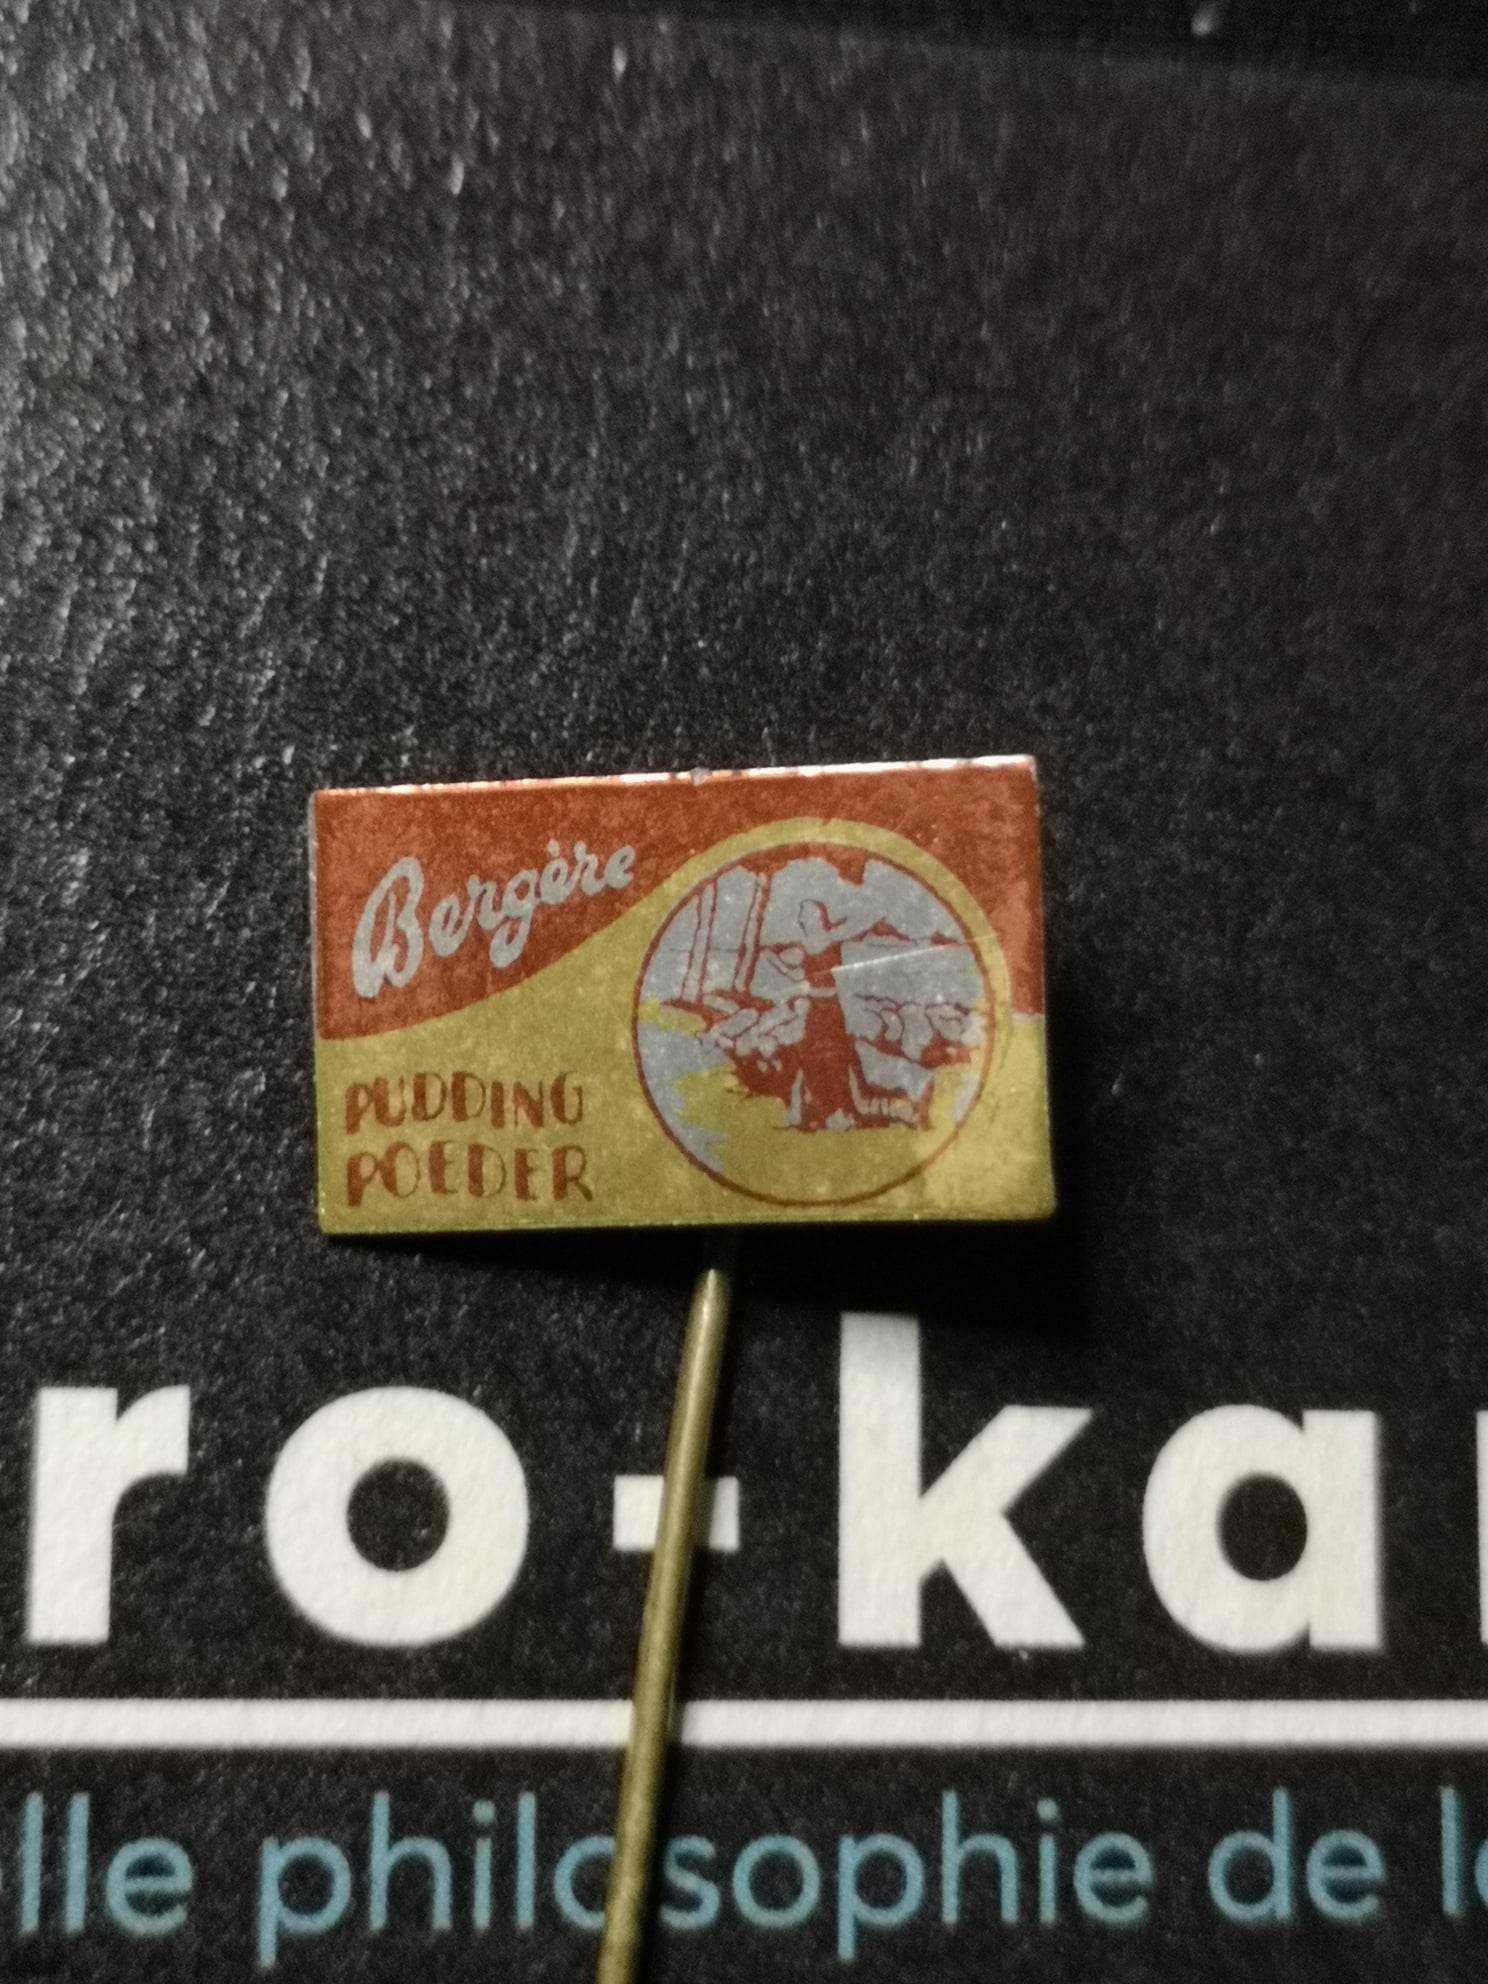 Bergère
PUDDING
POEDER
ro-ka
lle philosophie de l